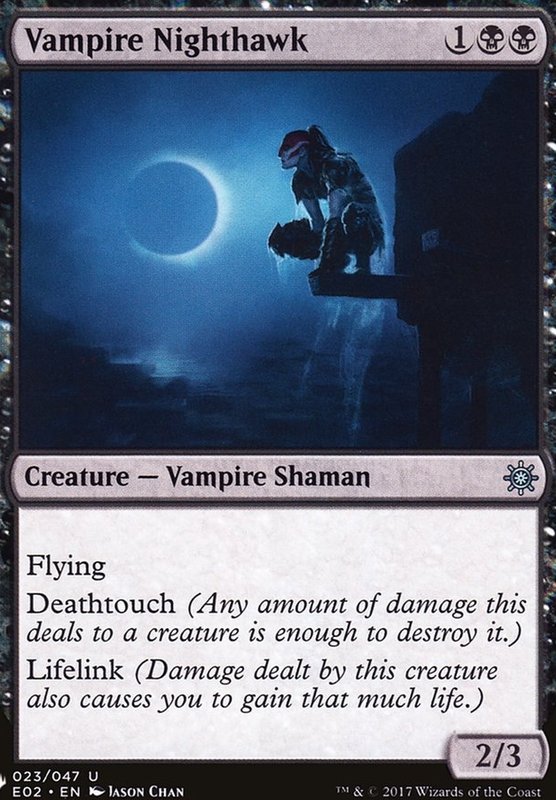 Vampire Nighthawk 1
Creature — Vampire Shaman
Flying
Deathtouch (Any amount of damage this
deals to a creature is enough to destroy it.)
Lifelink (Damage dealt by this creature
also causes you to gain that much life.)
2/3
023/047 U
E02 • EN Jason Chan
™ & © 2017 Wizards of the Coast